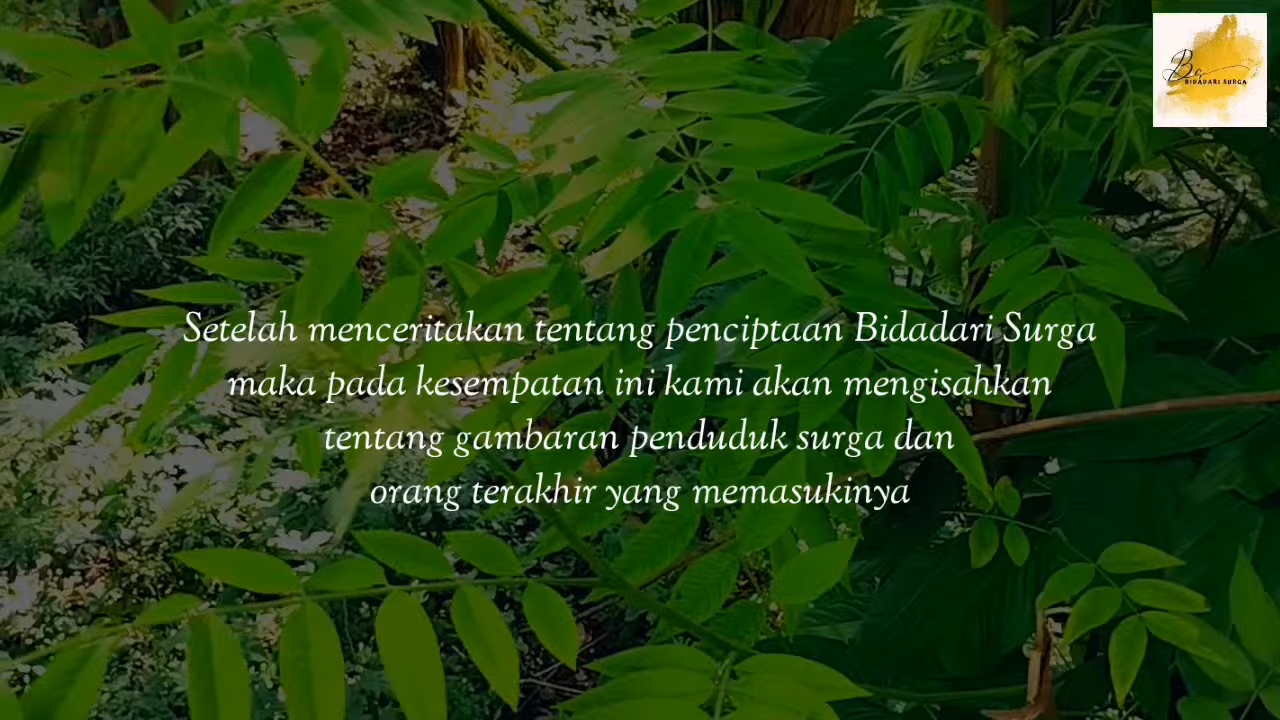 Bs
BIDADARI SURGA
Setelah menceritakan tentang penciptaan Bidadari Surga
maka pada kesempatan ini kami akan mengisahkan
tentang gambaran penduduk surga dan
orang terakhir yang memasukinya